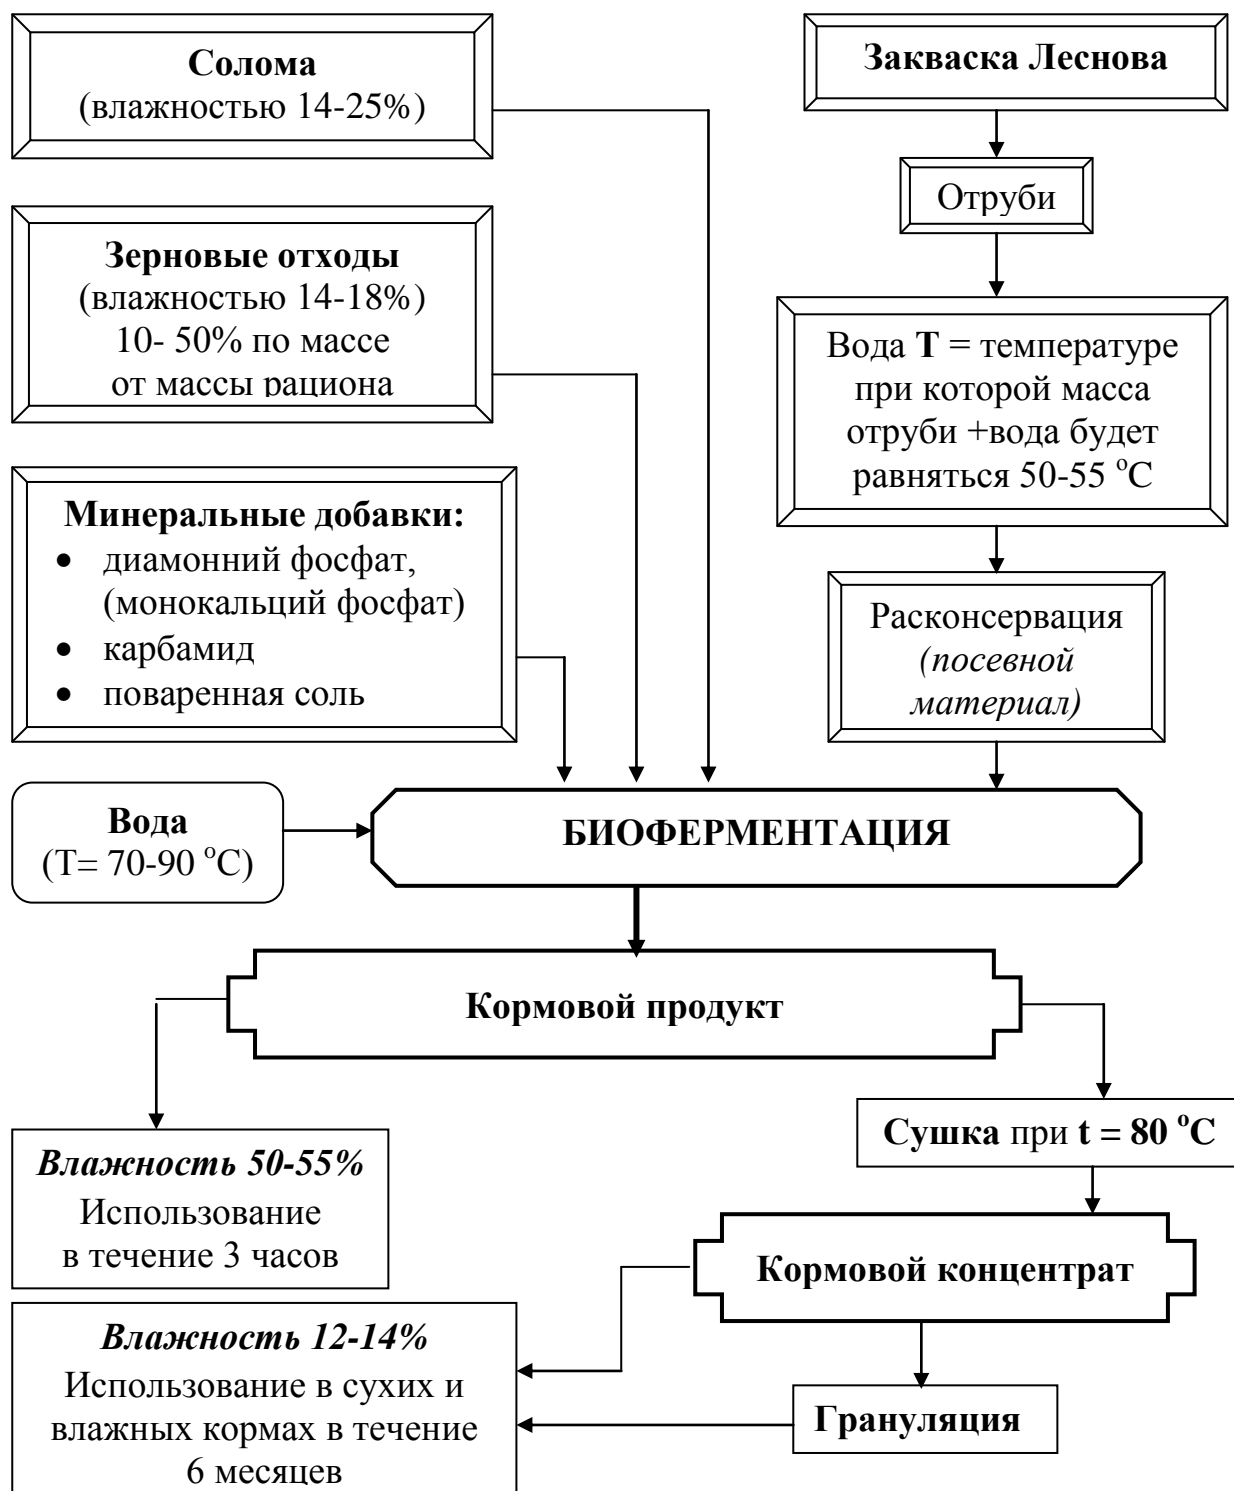 Солома
(влажностью 14-25%)
Закваска Леснова
Отруби
Зерновые отходы
(влажностью 14-18%)
10- 50% по массе
от массы рациона
Вода T = температуре
при которой масса
отруби +вода будет
равняться 50-55 °C
Минеральные добавки:
• диамонний фосфат,
(монокальций фосфат)
• карбамид
• поваренная соль
Расконсервация
(посевной
материал)
Вода
(T= 70-90 °C)
БИОФЕРМЕНТАЦИЯ
Кормовой продукт
Влажность 50-55%
Использование
в течение 3 часов
Сушка при t = 80 °C
Кормовой концентрат
Влажность 12-14%
Использование в сухих и
влажных кормах в течение
6 месяцев
Грануляция